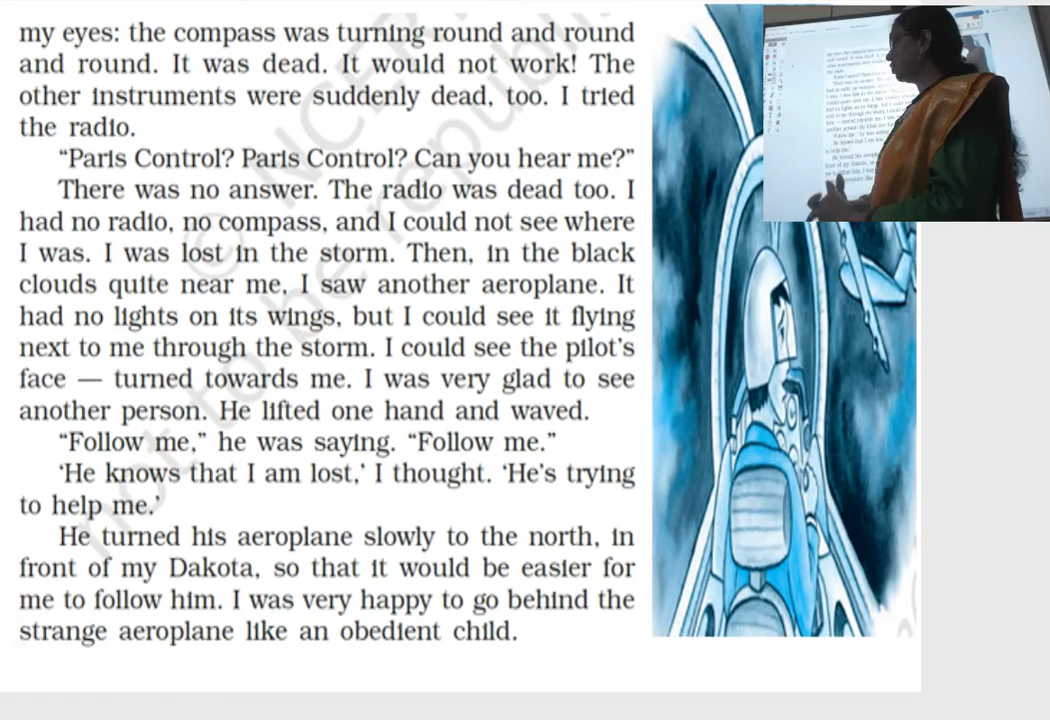 my eyes: the compass was turning round and round
and round. It was dead. It would not work! The
other instruments were suddenly dead, too. I tried
the radio.
“Paris Control? Paris Control? Can you hear me?”
There was no answer. The radio was dead too. I
had no radio, no compass, and I could not see where
I was. I was lost in the storm. Then, in the black
clouds quite near me, I saw another aeroplane. It
had no lights on its wings, but I could see it flying
next to me through the storm. I could see the pilot’s
face — turned towards me. I was very glad to see
another person. He lifted one hand and waved.
“Follow me,” he was saying. “Follow me.”
‘He knows that I am lost,’ I thought. ‘He’s trying
to help me.’
He turned his aeroplane slowly to the north, in
front of my Dakota, so that it would be easier for
me to follow him. I was very happy to go behind the
strange aeroplane like an obedient child.
© NCER
not to be republi